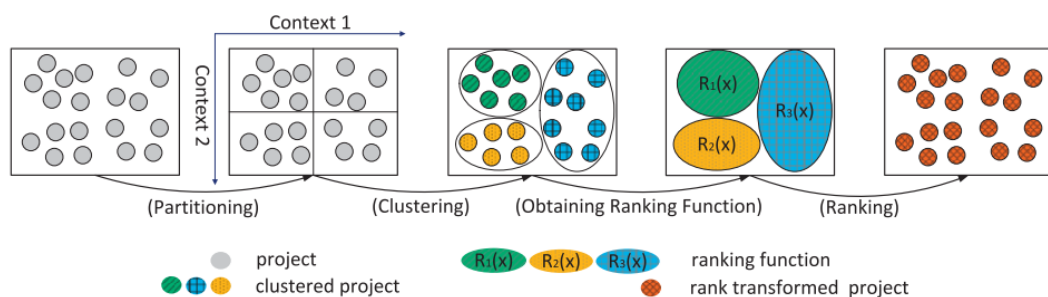 Context 1
Context 2
R1(x)
R2(x)
R3(x)
(Partitioning)
(Clustering)
(Obtaining Ranking Function)
(Ranking)
project
R1(x) R2(x) R3(x) ranking function
clustered project
rank transformed project